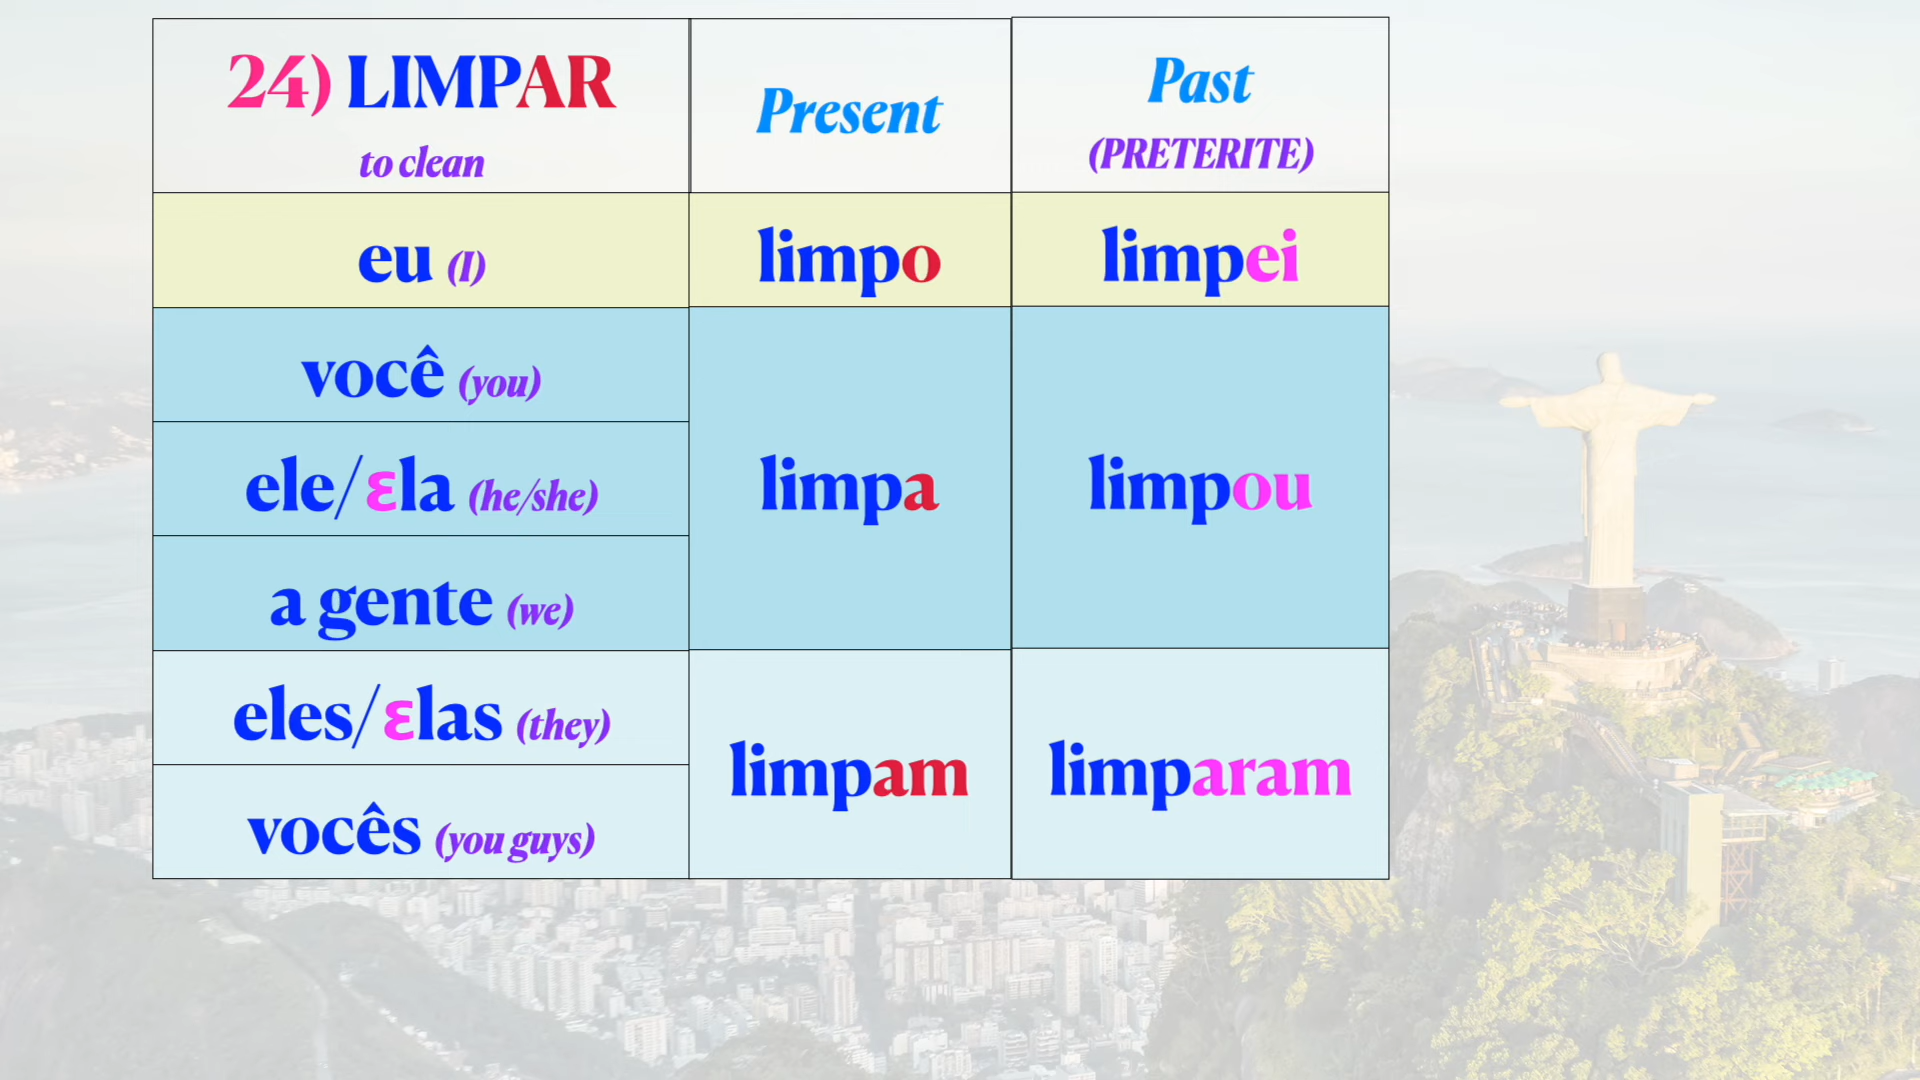 24) LIMPAR
to clean
Present
Past
(PRETERITE)
eu (I)
limpo
limpei
você (you)
ele/ɛla (he/she)
a gente (we)
limpa
limpou
eles/ɛlas (they)
vocês (you guys)
limpam
limparam